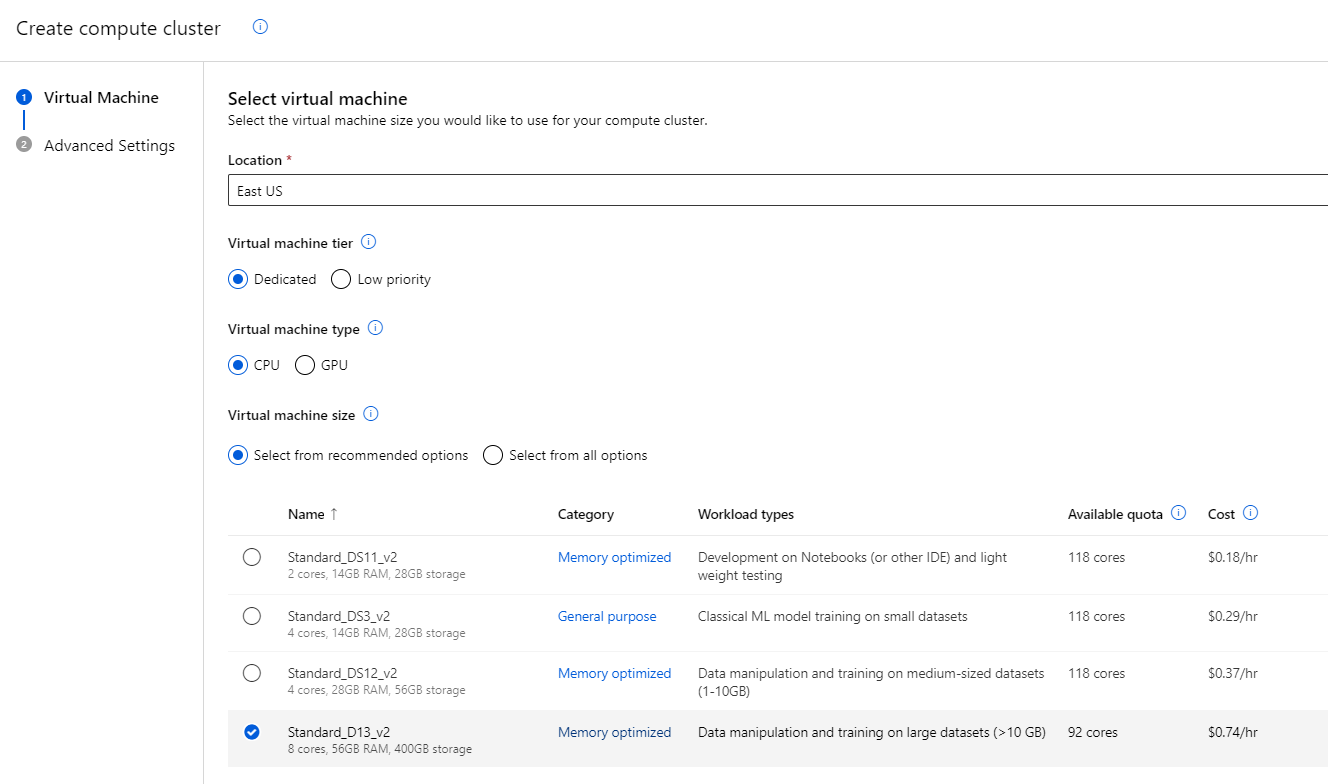 Create compute cluster
1 Virtual Machine
2 Advanced Settings
Select virtual machine
Select the virtual machine size you would like to use for your compute cluster.
Location *
East US
Virtual machine tier
Dedicated Low priority
Virtual machine type
CPU GPU
Virtual machine size
Select from recommended options Select from all options
Name ↑ Category Workload types Available quota Cost
Standard_DS11_v2 Memory optimized Development on Notebooks (or other IDE) and light 118 cores $0.18/hr
2 cores, 14GB RAM, 28GB storage weight testing
Standard_DS3_v2 General purpose Classical ML model training on small datasets 118 cores $0.29/hr
4 cores, 14GB RAM, 28GB storage
Standard_DS12_v2 Memory optimized Data manipulation and training on medium-sized datasets 118 cores $0.37/hr
4 cores, 28GB RAM, 56GB storage (1-10GB)
Standard_D13_v2 Memory optimized Data manipulation and training on large datasets (>10 GB) 92 cores $0.74/hr
8 cores, 56GB RAM, 400GB storage